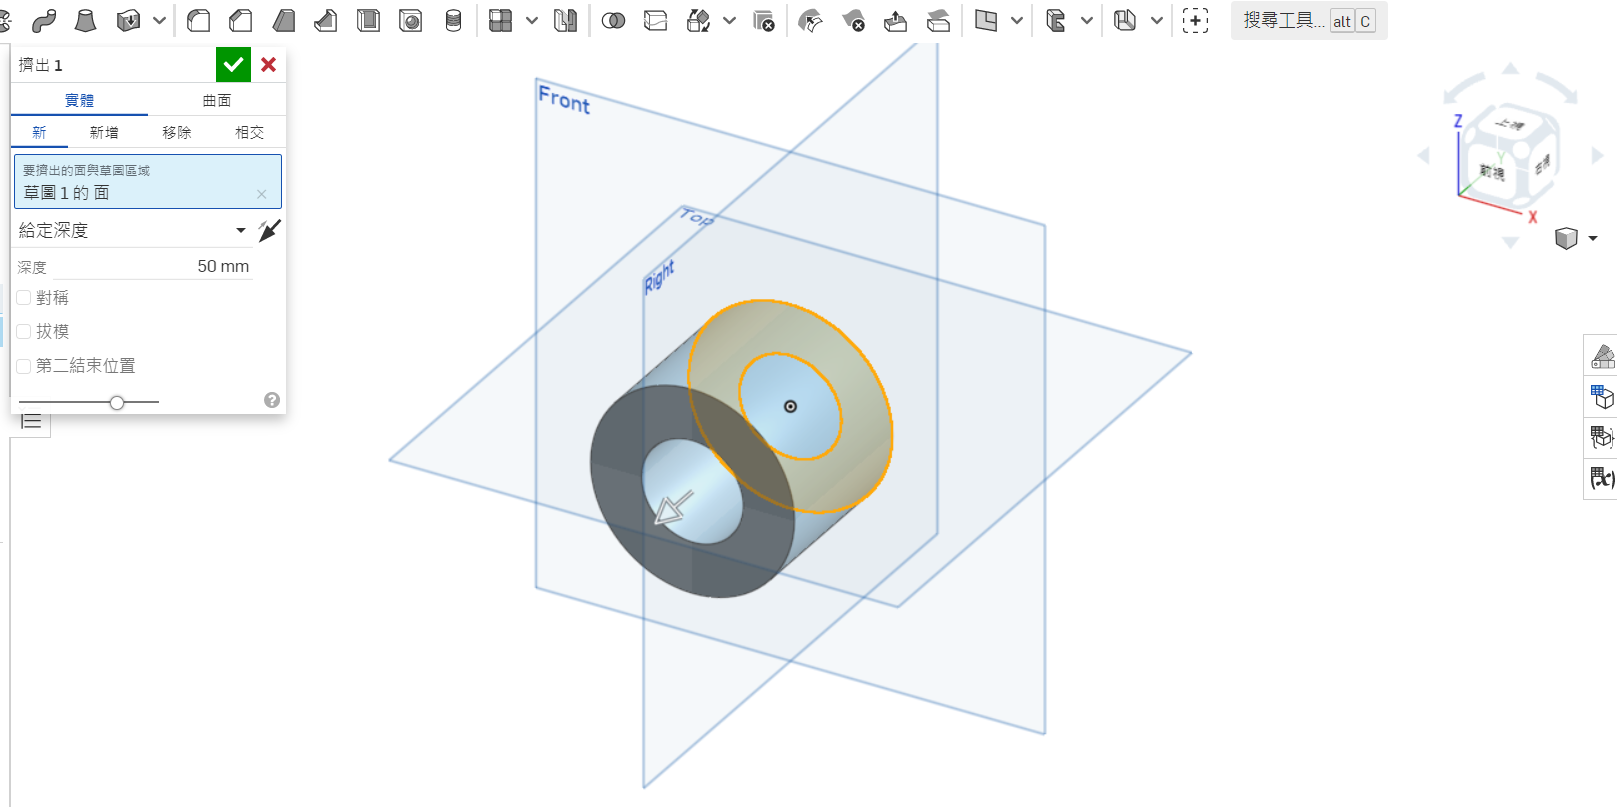 搜尋工具... alt C
擠出 1
實體 曲面
新 新增 移除 相交
要擠出的面與草圖區域
草圖 1 的 面
給定深度
深度 50 mm
對稱
拔模
第二結束位置
Front
Top
Right
Z
上視
Y
前視
右視
X
(x)